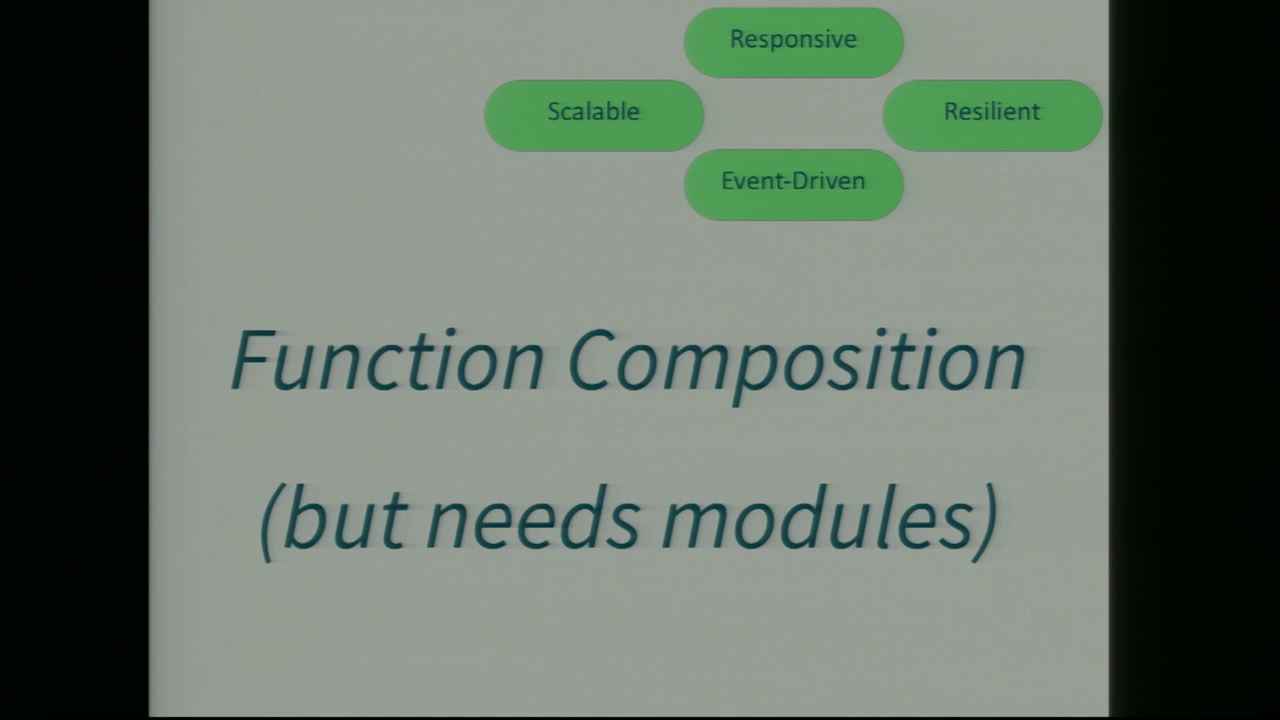 Responsive
Scalable
Resilient
Event-Driven
Function Composition
(but needs modules)